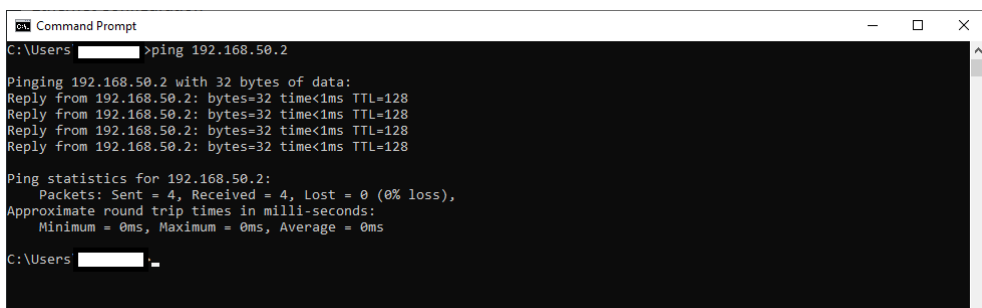 Command Prompt
C:\Users\ >ping 192.168.50.2
Pinging 192.168.50.2 with 32 bytes of data:
Reply from 192.168.50.2: bytes=32 time<1ms TTL=128
Reply from 192.168.50.2: bytes=32 time<1ms TTL=128
Reply from 192.168.50.2: bytes=32 time<1ms TTL=128
Reply from 192.168.50.2: bytes=32 time<1ms TTL=128
Ping statistics for 192.168.50.2:
    Packets: Sent = 4, Received = 4, Lost = 0 (0% loss),
Approximate round trip times in milli-seconds:
    Minimum = 0ms, Maximum = 0ms, Average = 0ms
C:\Users\